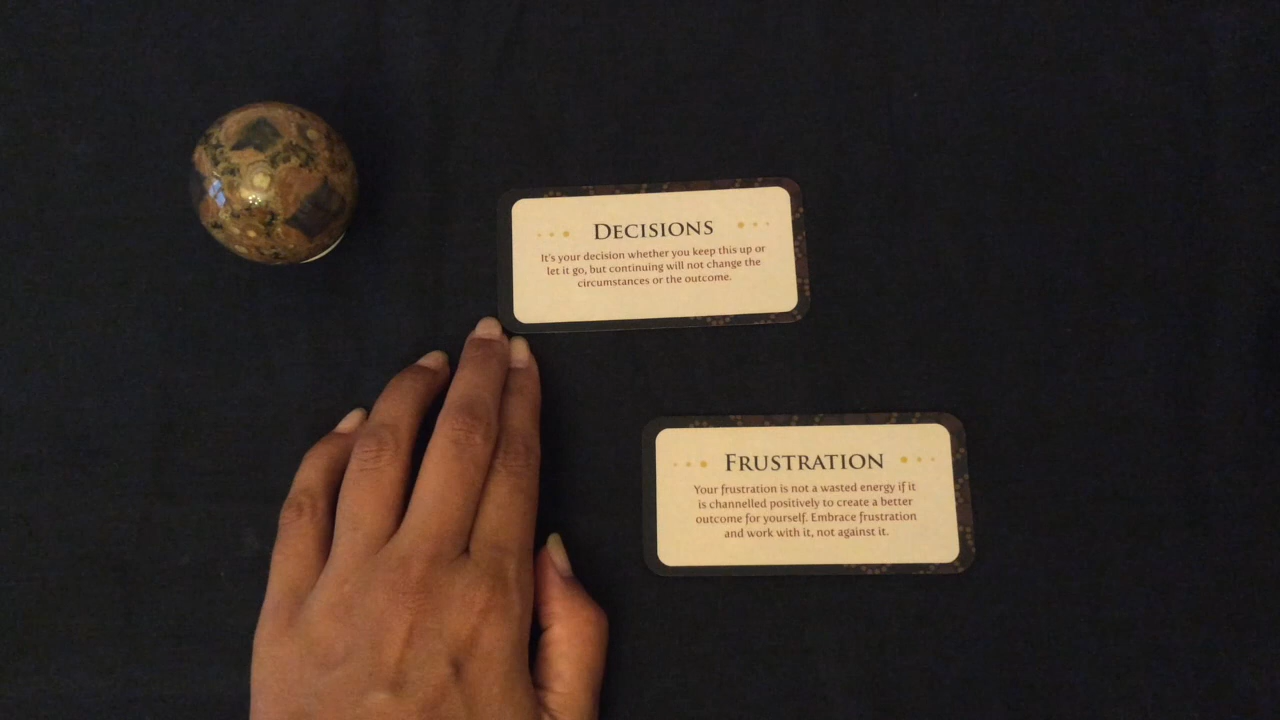 DECISIONS
It's your decision whether you keep this up or
let it go, but continuing will not change the
circumstances or the outcome.
FRUSTRATION
Your frustration is not a wasted energy if it
is channelled positively to create a better
outcome for yourself. Embrace frustration
and work with it, not against it.